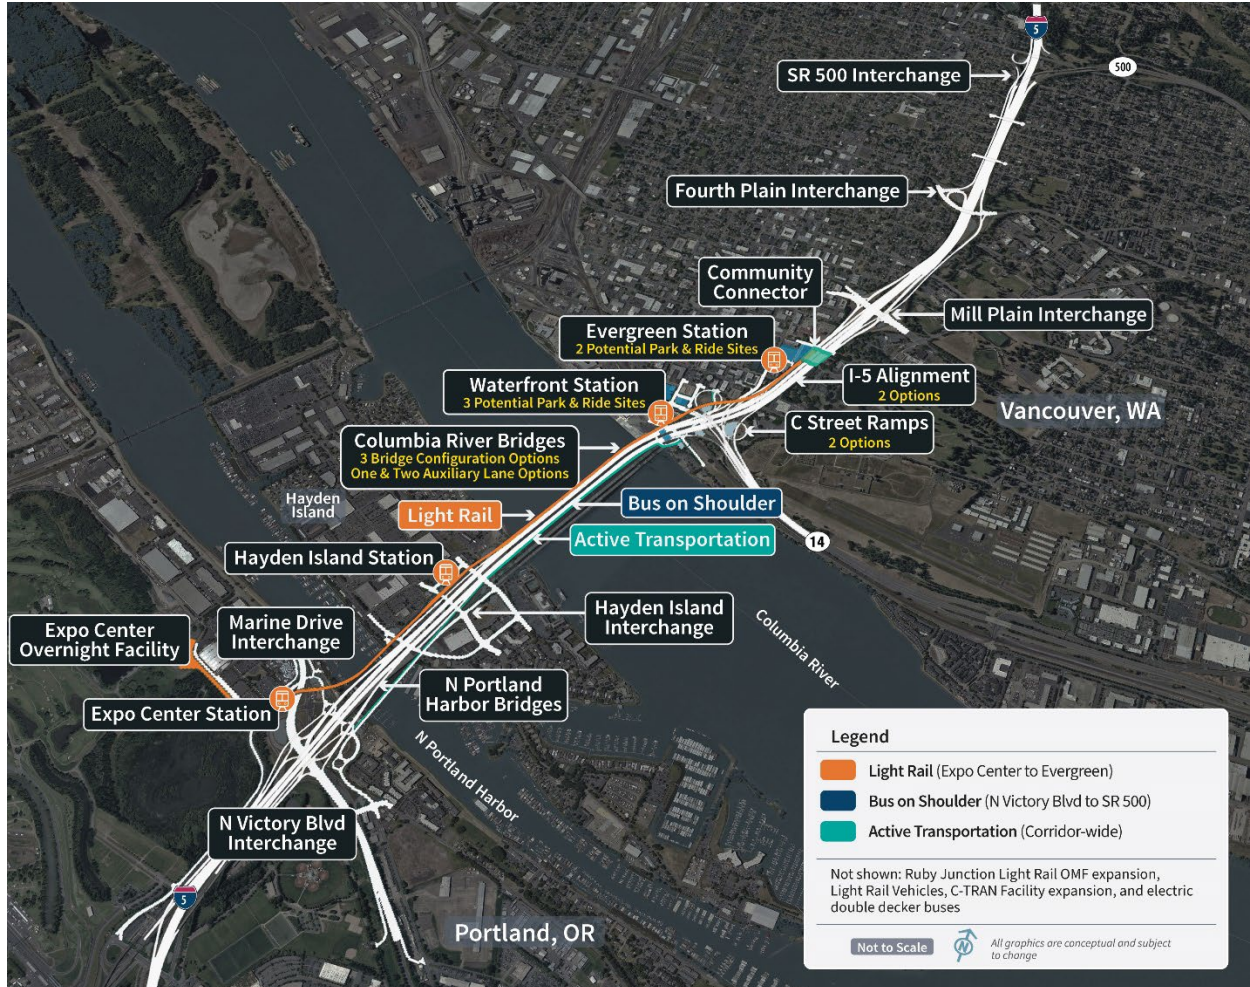 5
SR 500 Interchange
500
Fourth Plain Interchange
Community
Connector
Mill Plain Interchange
Evergreen Station
2 Potential Park & Ride Sites
I-5 Alignment
2 Options
Waterfront Station
3 Potential Park & Ride Sites
Vancouver, WA
C Street Ramps
2 Options
Columbia River Bridges
3 Bridge Configuration Options
One & Two Auxiliary Lane Options
Hayden
Island
Light Rail
Bus on Shoulder
Active Transportation
14
Hayden Island Station
Hayden Island
Interchange
Columbia River
Marine Drive
Interchange
Expo Center
Overnight Facility
N Portland
Harbor Bridges
Expo Center Station
N Portland Harbor
N Victory Blvd
Interchange
5
Portland, OR
Legend
Light Rail (Expo Center to Evergreen)
Bus on Shoulder (N Victory Blvd to SR 500)
Active Transportation (Corridor-wide)
Not shown: Ruby Junction Light Rail OMF expansion,
Light Rail Vehicles, C-TRAN Facility expansion, and electric
double decker buses
Not to Scale
N
All graphics are conceptual and subject
to change